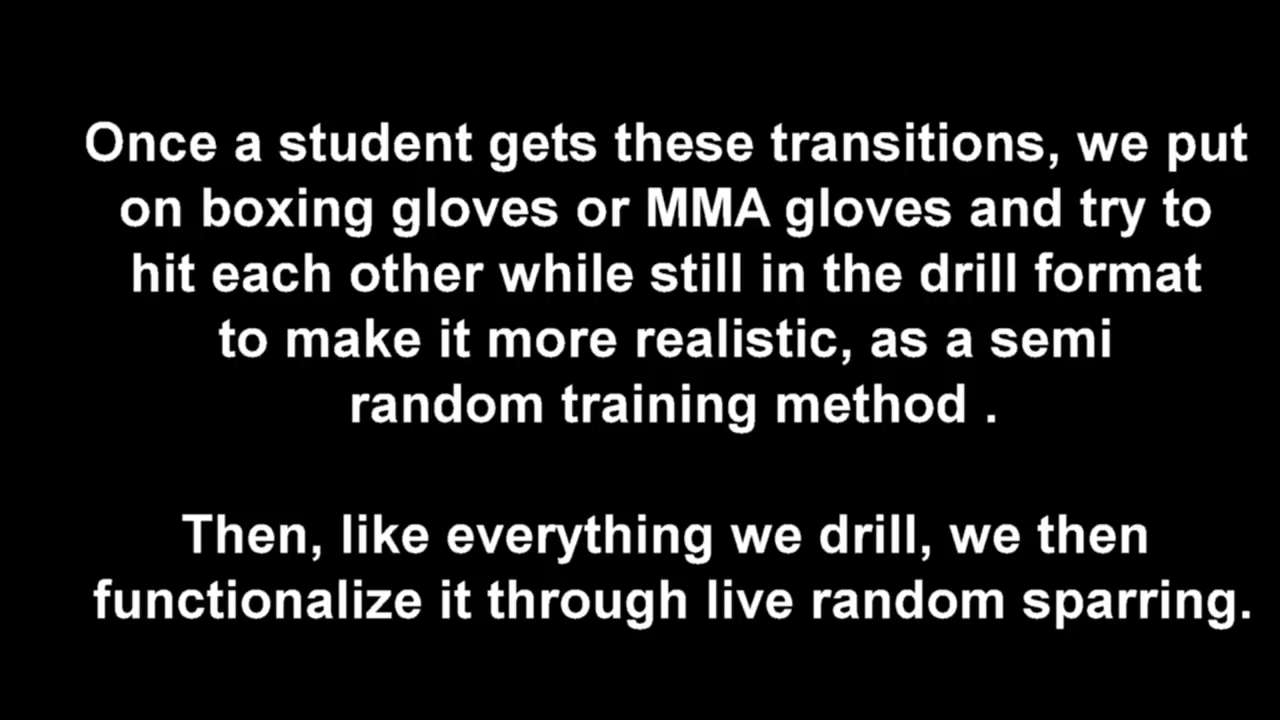 Once a student gets these transitions, we put
on boxing gloves or MMA gloves and try to
hit each other while still in the drill format
to make it more realistic, as a semi
random training method .
Then, like everything we drill, we then
functionalize it through live random sparring.